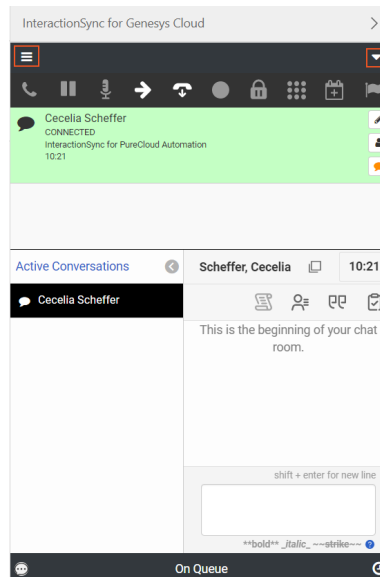 InteractionSync for Genesys Cloud
Cecelia Scheffer
CONNECTED
InteractionSync for PureCloud Automation
10:21
Active Conversations
Scheffer, Cecelia
10:21
Cecelia Scheffer
This is the beginning of your chat
room.
shift + enter for new line
**bold** _italic_ ~~strike~~
On Queue